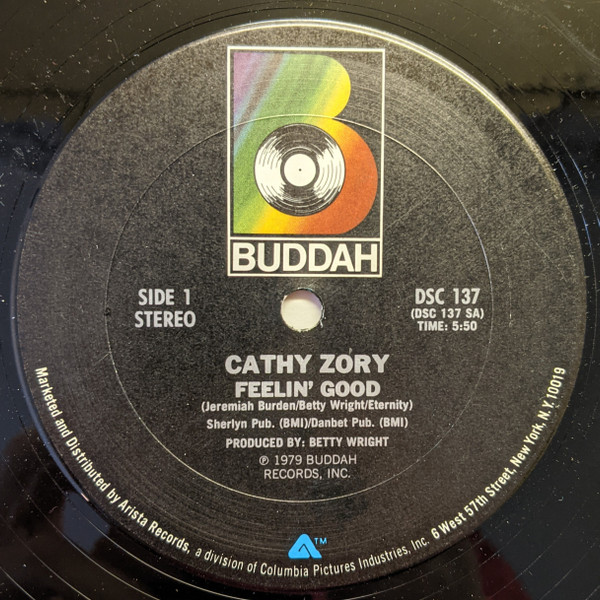 BUDDAH
SIDE 1
STEREO
DSC 137
(DSC 137 SA)
TIME: 5:50
CATHY ZORY
FEELIN' GOOD
(Jeremiah Burden/Betty Wright/Eternity)
Sherlyn Pub. (BMI)/Danbet Pub. (BMI)
PRODUCED BY: BETTY WRIGHT
℗ 1979 BUDDAH
RECORDS, INC.
Marketed and Distributed by Arista Records, a division of Columbia Pictures Industries, Inc. 6 West 57th Street, New York, N.Y. 10019
TM